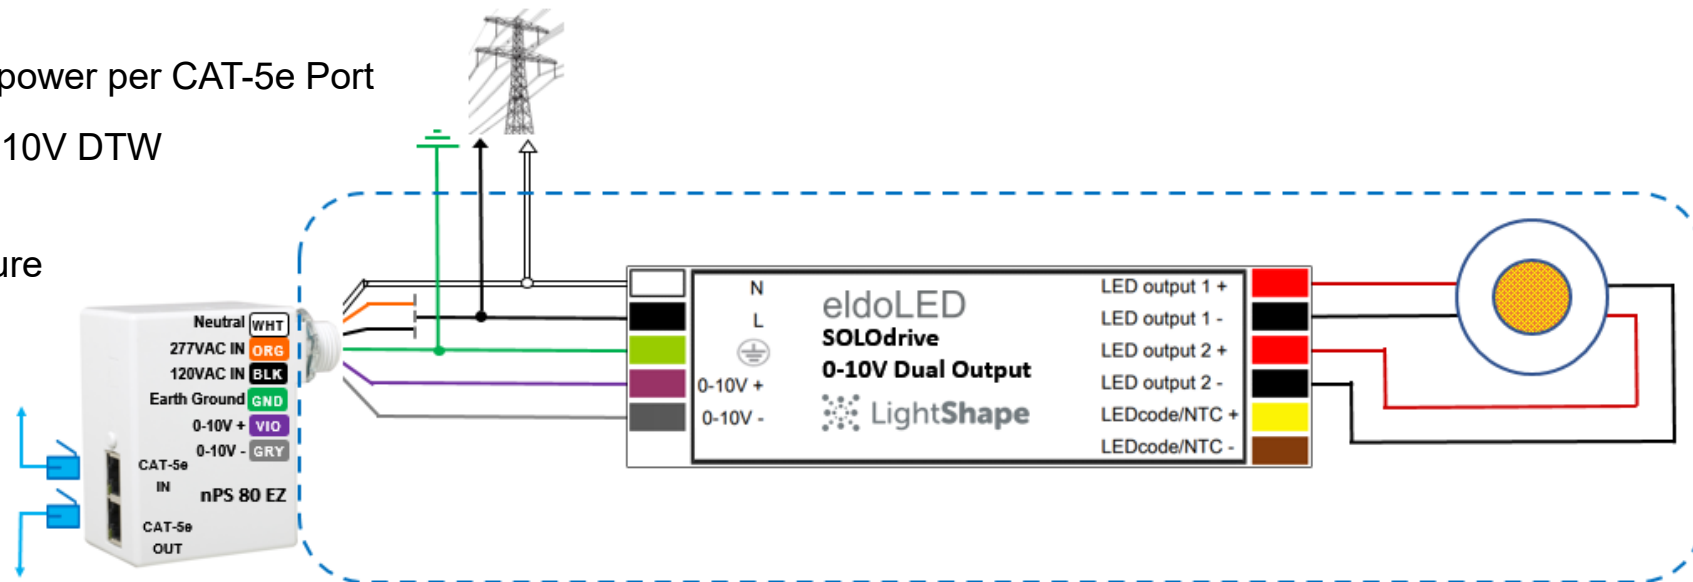 power per CAT-5e Port
10V DTW
ure
Neutral WHT
277VAC IN ORG
120VAC IN BLK
Earth Ground GND
0-10V + VIO
0-10V - GRY
CAT-5e
IN
nPS 80 EZ
CAT-5e
OUT
N
L
0-10V +
0-10V -
eldoLED
SOLOdrive
0-10V Dual Output
LightShape
LED output 1 +
LED output 1 -
LED output 2 +
LED output 2 -
LEDcode/NTC +
LEDcode/NTC -